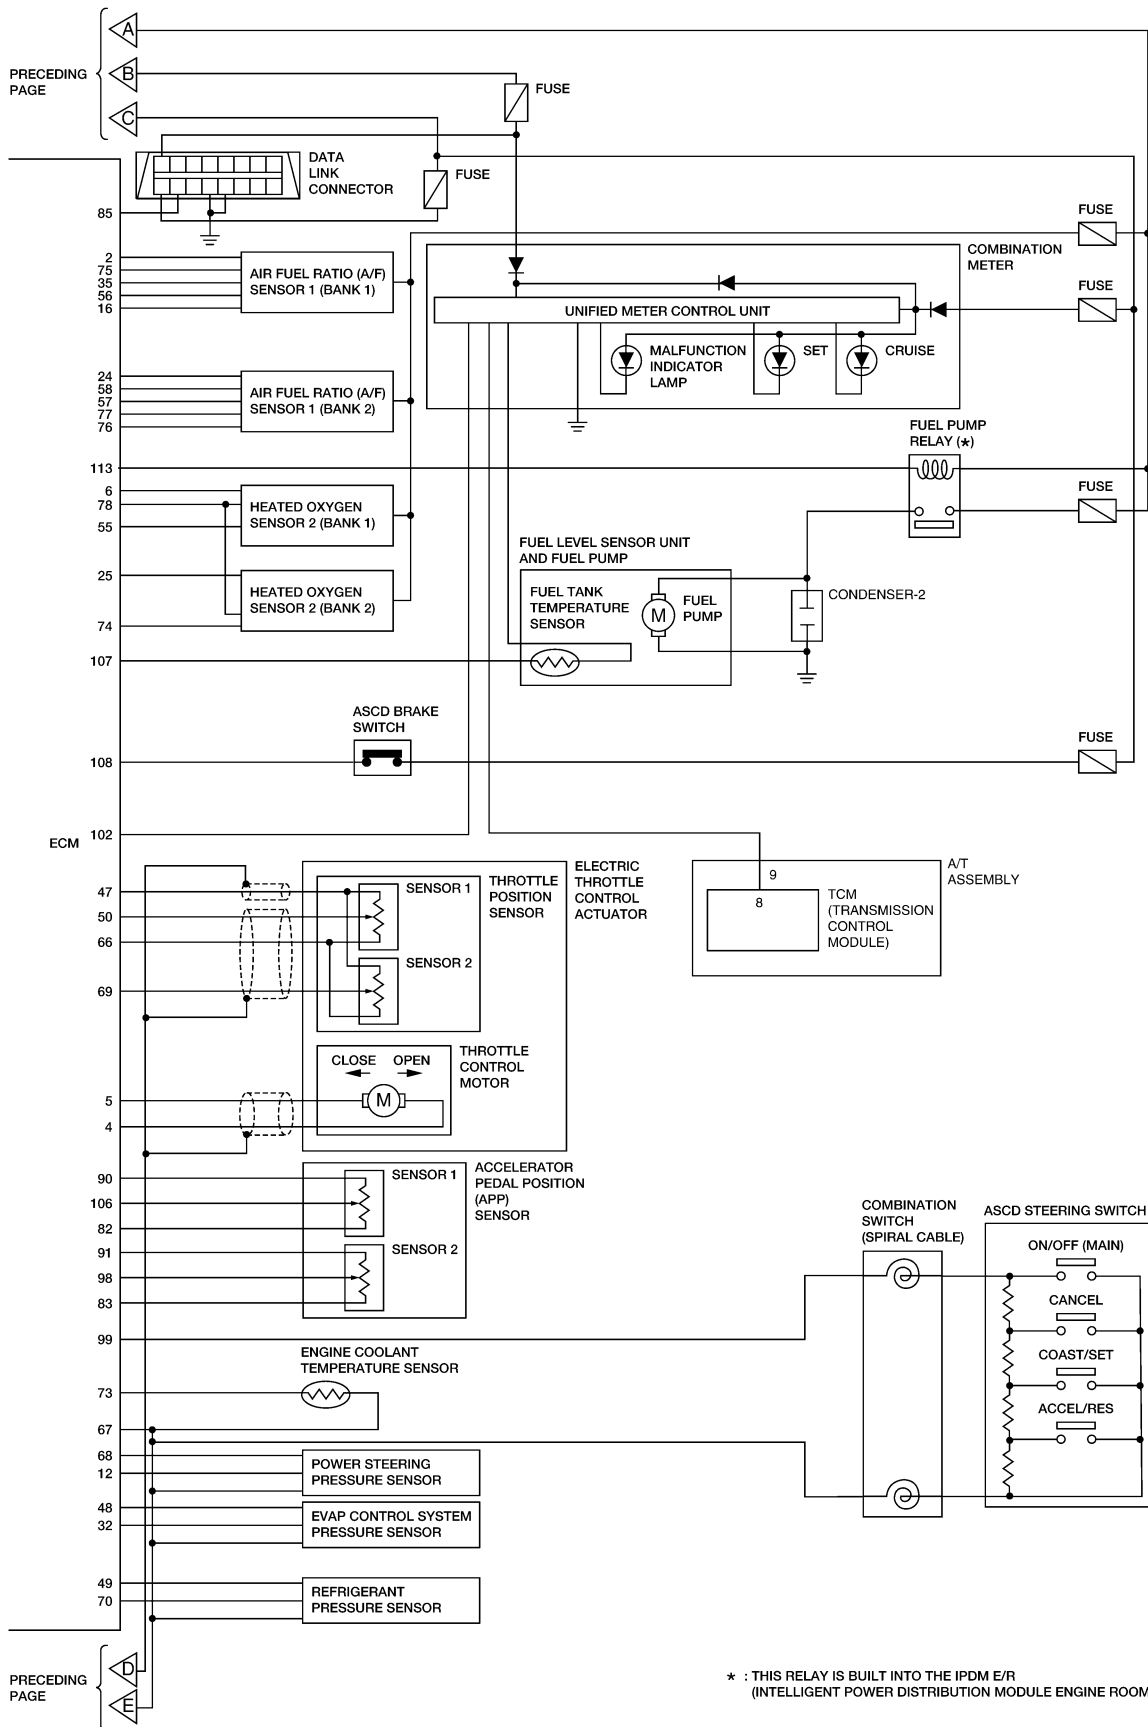 A
PRECEDING
PAGE
B
FUSE
C
DATA
LINK
CONNECTOR
FUSE
85
FUSE
2
75
35
56
16
AIR FUEL RATIO (A/F)
SENSOR 1 (BANK 1)
COMBINATION
METER
FUSE
UNIFIED METER CONTROL UNIT
MALFUNCTION
INDICATOR
LAMP
SET
CRUISE
24
58
57
77
76
AIR FUEL RATIO (A/F)
SENSOR 1 (BANK 2)
FUEL PUMP
RELAY (*)
113
FUSE
6
78
55
HEATED OXYGEN
SENSOR 2 (BANK 1)
FUEL LEVEL SENSOR UNIT
AND FUEL PUMP
25
HEATED OXYGEN
SENSOR 2 (BANK 2)
FUEL TANK
TEMPERATURE
SENSOR
M
FUEL
PUMP
CONDENSER-2
74
107
ASCD BRAKE
SWITCH
FUSE
108
ECM
102
47
50
66
69
SENSOR 1
THROTTLE
POSITION
SENSOR
ELECTRIC
THROTTLE
CONTROL
ACTUATOR
SENSOR 2
9
8
A/T
ASSEMBLY
TCM
(TRANSMISSION
CONTROL
MODULE)
CLOSE
OPEN
THROTTLE
CONTROL
MOTOR
5
M
4
90
106
82
91
98
83
SENSOR 1
SENSOR 2
ACCELERATOR
PEDAL POSITION
(APP)
SENSOR
COMBINATION
SWITCH
(SPIRAL CABLE)
ASCD STEERING SWITCH
ON/OFF (MAIN)
CANCEL
COAST/SET
ACCEL/RES
99
ENGINE COOLANT
TEMPERATURE SENSOR
73
67
68
12
POWER STEERING
PRESSURE SENSOR
48
32
EVAP CONTROL SYSTEM
PRESSURE SENSOR
49
70
REFRIGERANT
PRESSURE SENSOR
PRECEDING
PAGE
D
E
* : THIS RELAY IS BUILT INTO THE IPDM E/R
(INTELLIGENT POWER DISTRIBUTION MODULE ENGINE ROOM